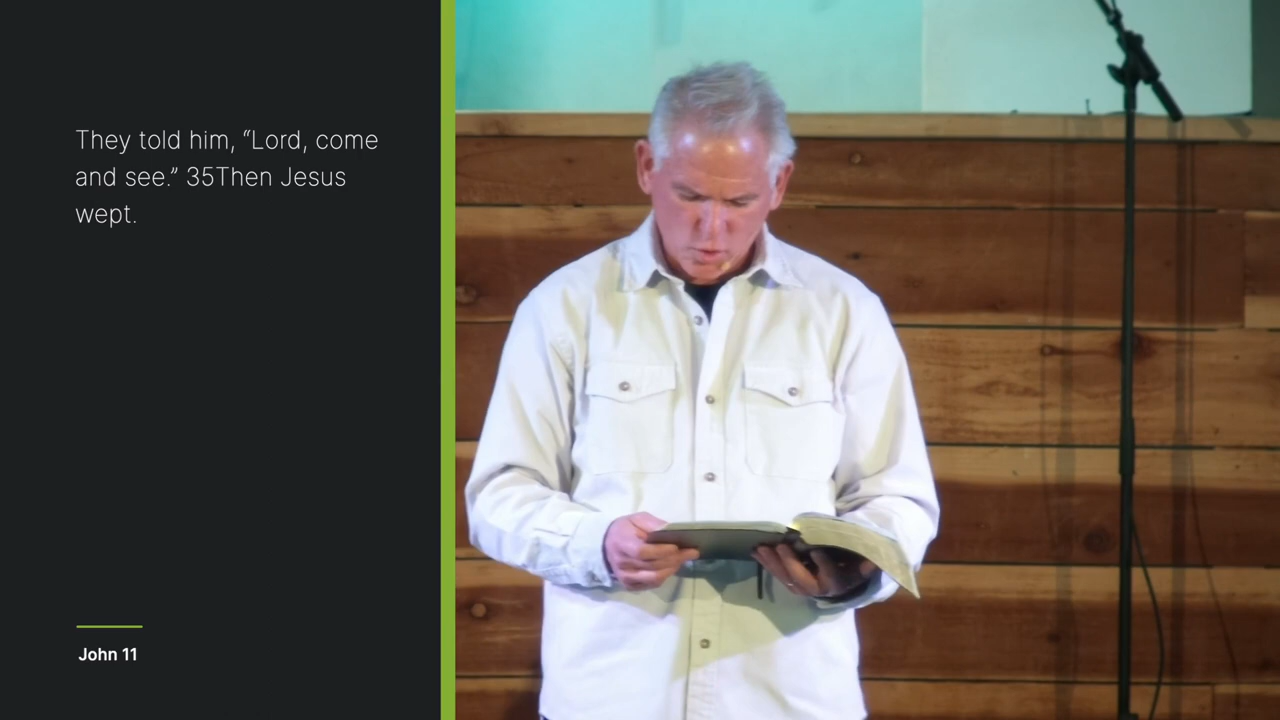 They told him, “Lord, come
and see.” 35Then Jesus
wept.
John 11